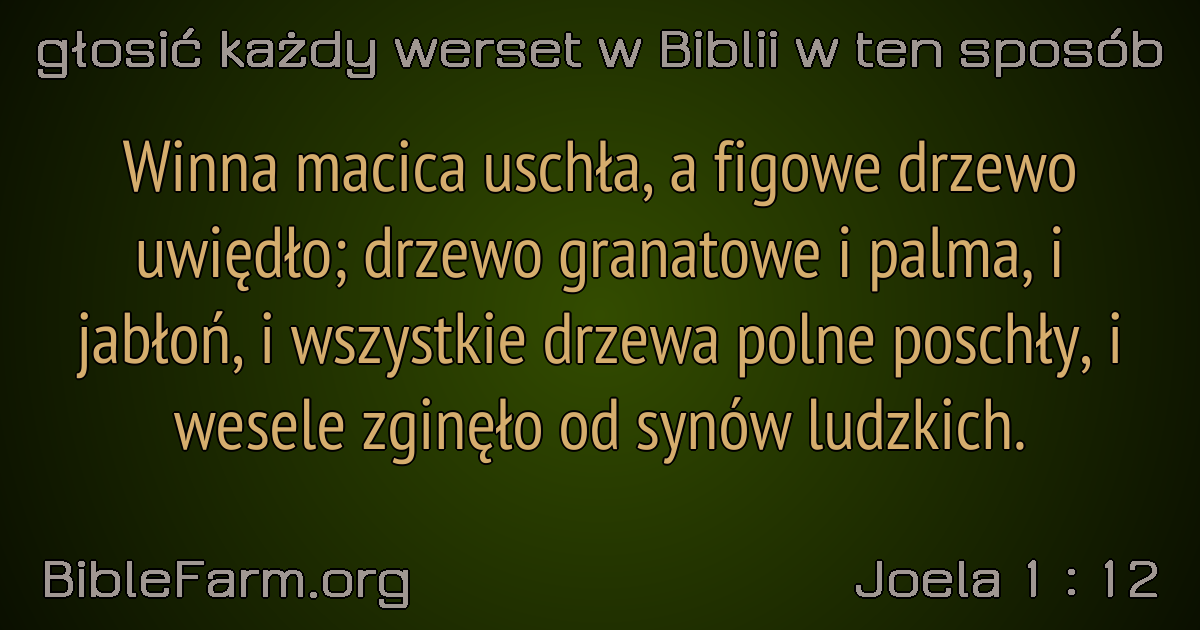 głosić każdy werset w Biblii w ten sposób
Winna macica uschła, a figowe drzewo
uwiędło; drzewo granatowe i palma, i
jabłoń, i wszystkie drzewa polne poschły, i
wesele zginęło od synów ludzkich.
BibleFarm.org
Joela 1 : 12